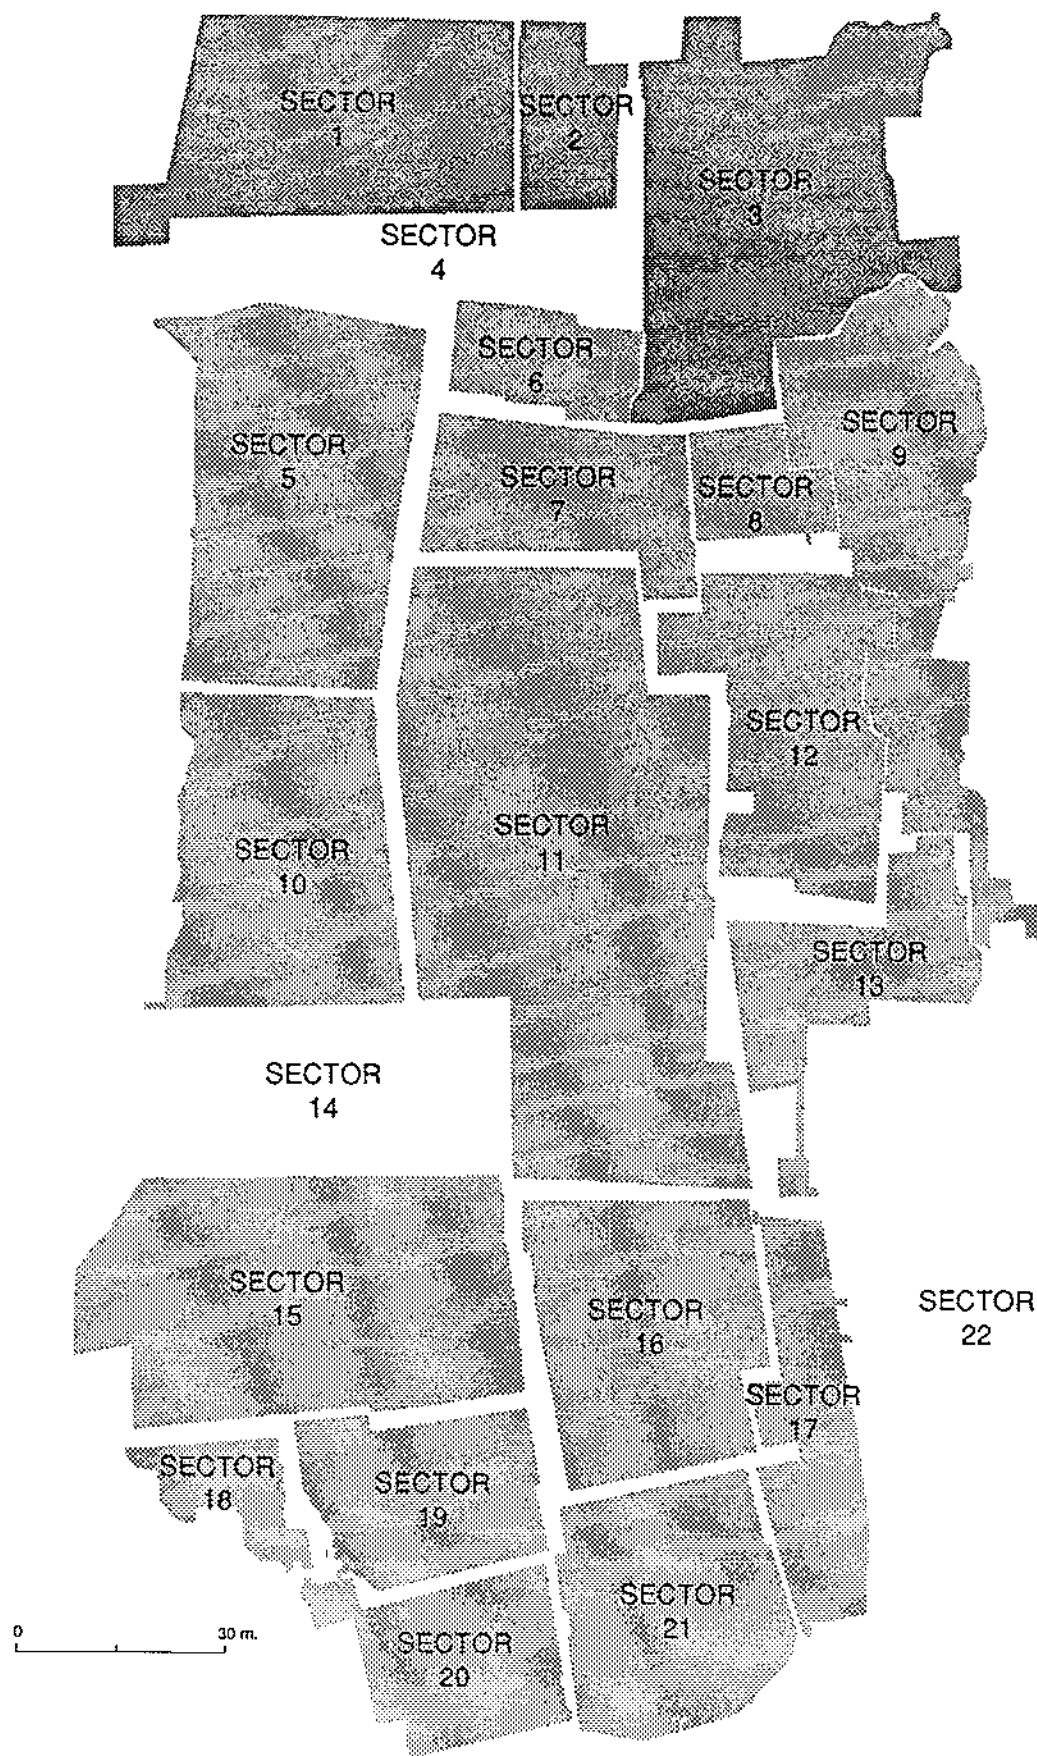 SECTOR
1
SECTOR
2
SECTOR
3
SECTOR
4
SECTOR
5
SECTOR
6
SECTOR
7
SECTOR
8
SECTOR
9
SECTOR
10
SECTOR
11
SECTOR
12
SECTOR
13
SECTOR
14
SECTOR
15
SECTOR
16
SECTOR
17
SECTOR
18
SECTOR
19
SECTOR
20
SECTOR
21
SECTOR
22
0 30 m.